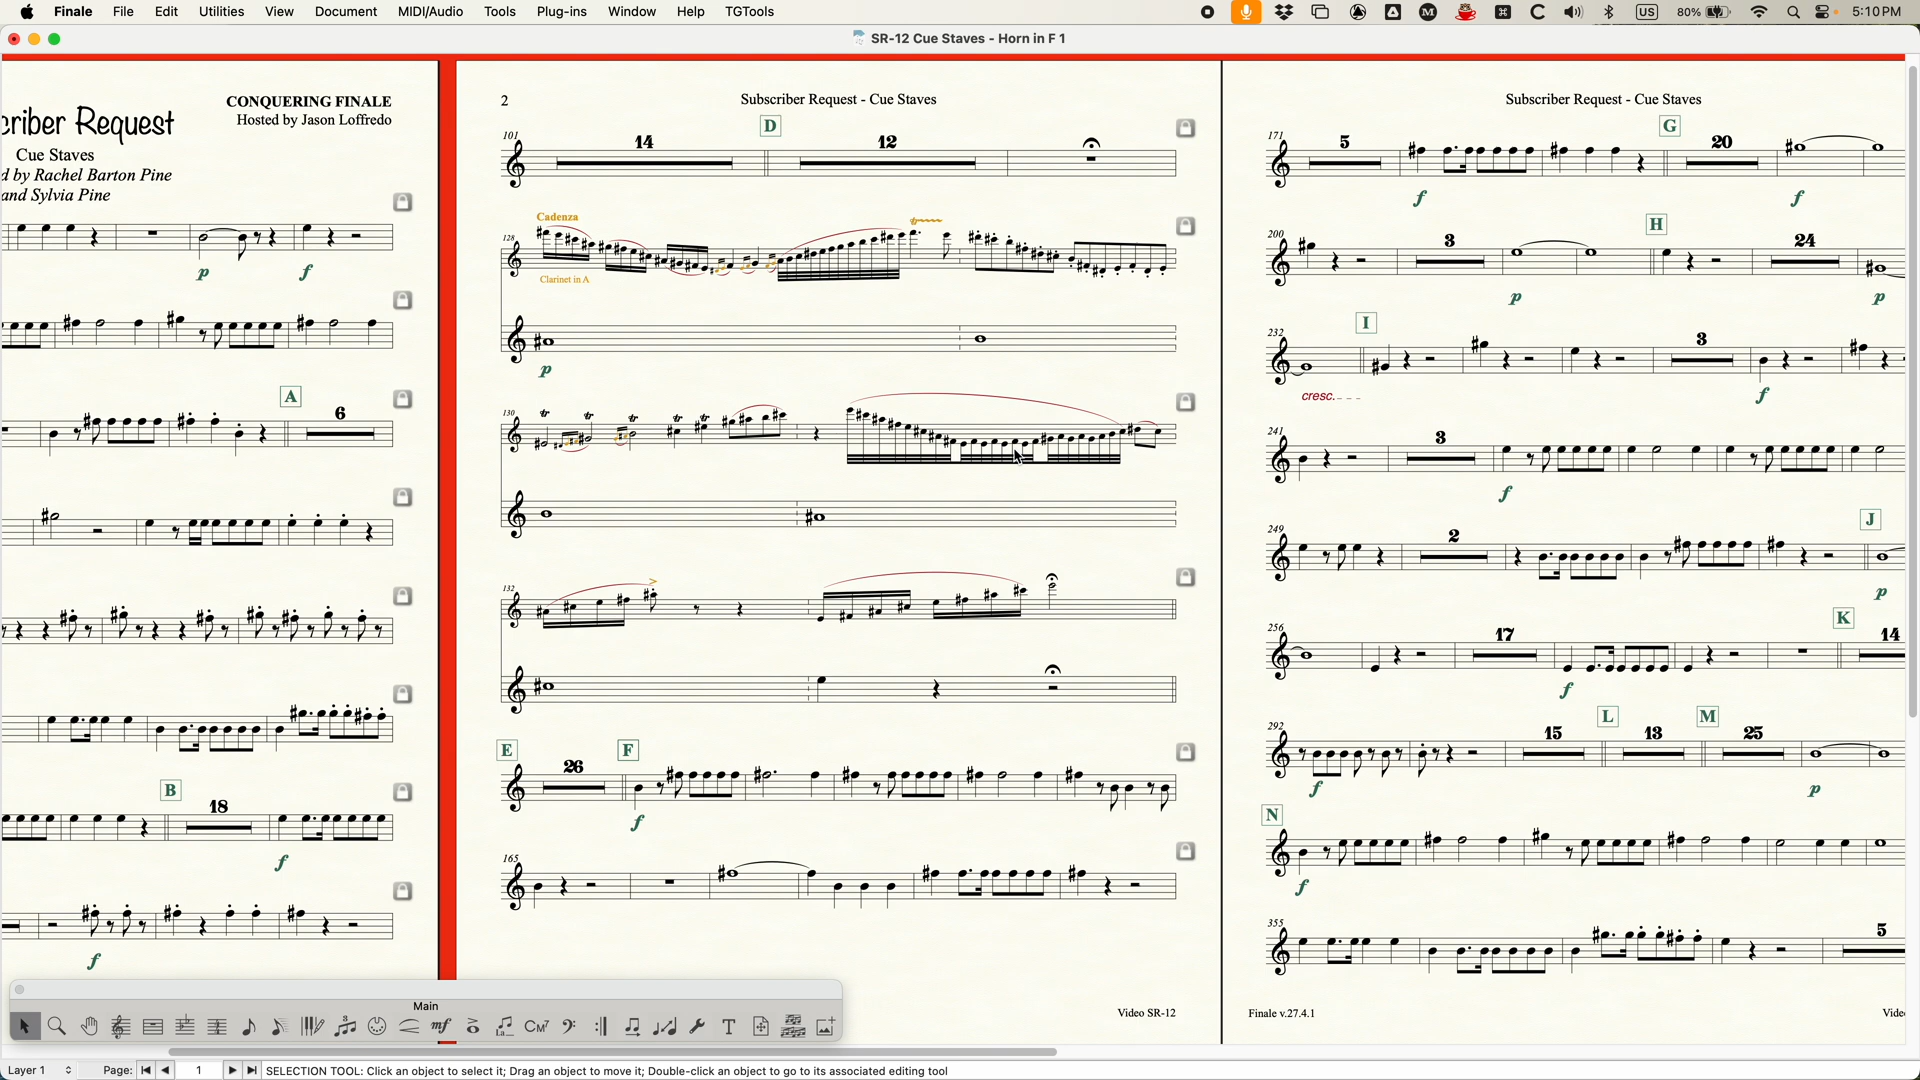 Finale File Edit Utilities View Document MIDI/Audio Tools Plug-ins Window Help TGTools
US 80% 5:10 PM
SR-12 Cue Staves - Horn in F 1
CONQUERING FINALE
Hosted by Jason Loffredo
criber Request
Cue Staves
d by Rachel Barton Pine
and Sylvia Pine
p f
A
6
B
18
f
f
2
Subscriber Request - Cue Staves
101
14
D
12
Cadenza
128
Clarinet in A
p
130
132
E
26
F
f
165
Video SR-12
Subscriber Request - Cue Staves
171
5
G
20
f f
200
3
H
24
p p
232
I
3
cresc.
f
241
3
f
249
2
J
p
256
17
K
14
f
292
15
L
13
M
25
f p
N
f
355
5
Finale v.27.4.1
Vide
Main
mf
CM7
T
Layer 1 Page: 1 SELECTION TOOL: Click an object to select it; Drag an object to move it; Double-click an object to go to its associated editing tool